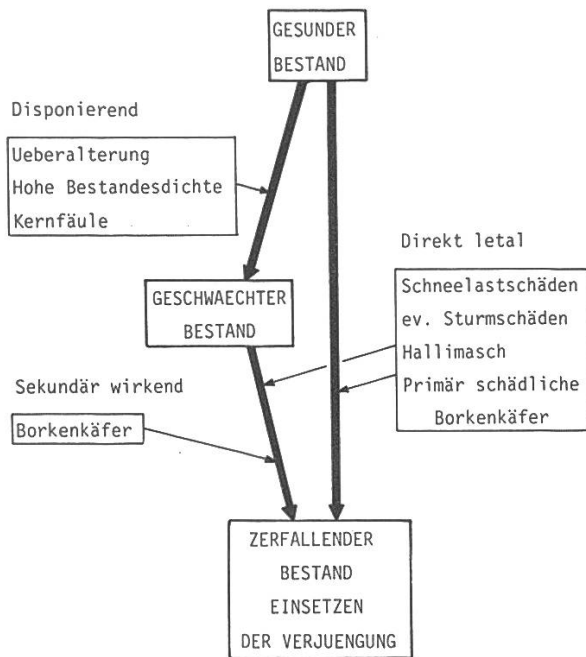 GESUNDER
BESTAND
Disponierend
Ueberalterung
Hohe Bestandesdichte
Kernfäule
Direkt letal
Schneelastschäden
ev. Sturmschäden
Hallimasch
Primär schädliche
Borkenkäfer
GESCHWAECHTER
BESTAND
Sekundär wirkend
Borkenkäfer
ZERFALLENDER
BESTAND
EINSETZEN
DER VERJUENGUNG